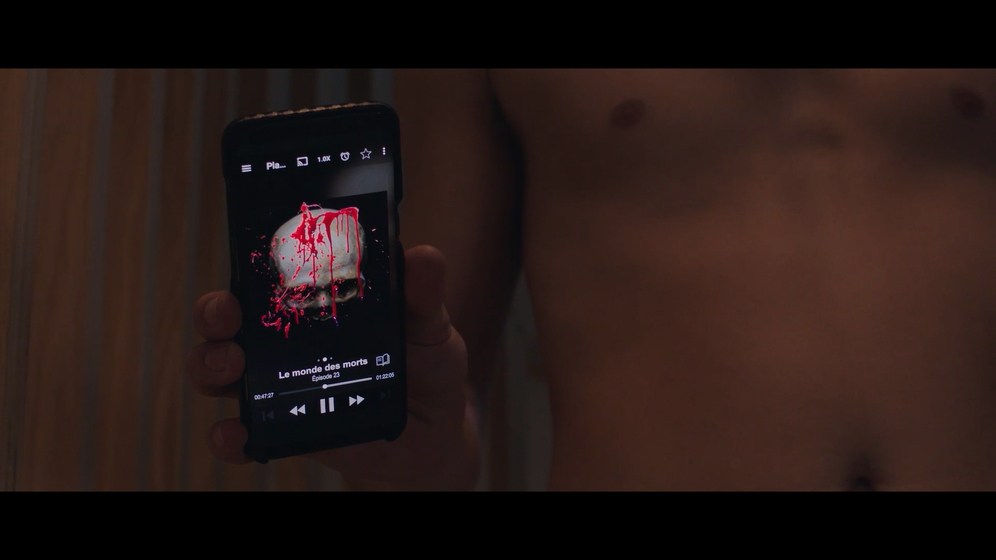 Pla...
1.0X
Le monde des morts
Épisode 23
00:47:27
01:22:05